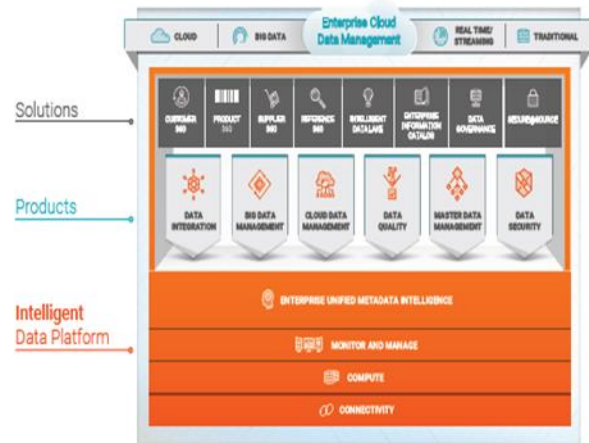 Enterprise Cloud
Data Management
CLOUD
BIG DATA
REAL TIME/
STREAMING
TRADITIONAL
Solutions
CUSTOMER
360
PRODUCT
360
SUPPLIER
360
REFERENCE
360
INTELLIGENT
DATA LAKE
ENTERPRISE
INFORMATION
CATALOG
DATA
GOVERNANCE
SECURE@SOURCE
Products
DATA
INTEGRATION
BIG DATA
MANAGEMENT
CLOUD DATA
MANAGEMENT
DATA
QUALITY
MASTER DATA
MANAGEMENT
DATA
SECURITY
Intelligent
Data Platform
ENTERPRISE UNIFIED METADATA INTELLIGENCE
MONITOR AND MANAGE
COMPUTE
CONNECTIVITY